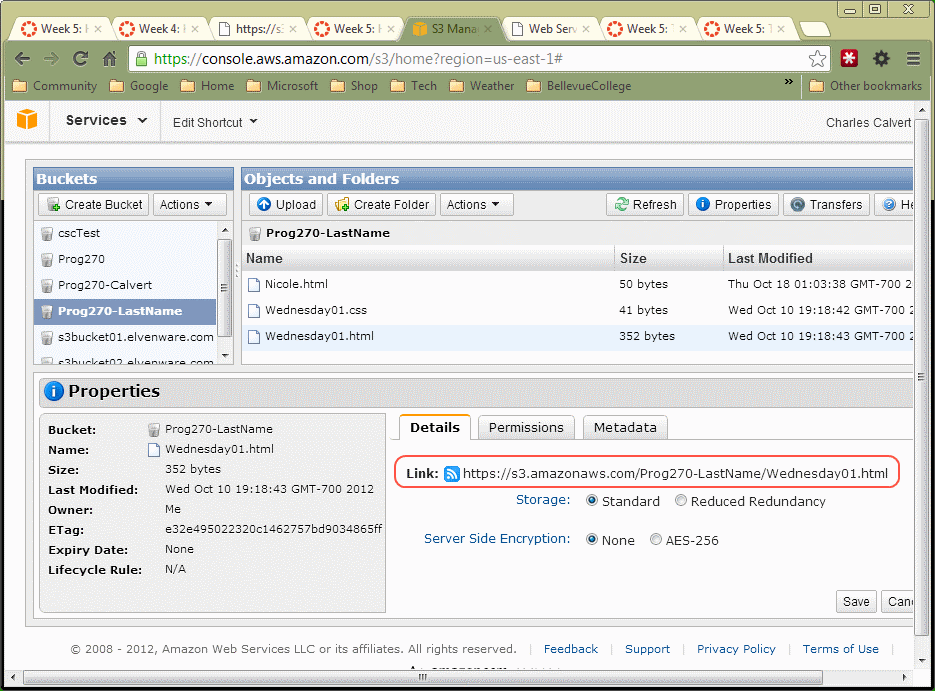 Week 5: Week 4: https://s3 Week 5: S3 Mana Web Serv Week 5: Week 5:
https://console.aws.amazon.com/s3/home?region=us-east-1#
Community Google Home Microsoft Shop Tech Weather BellevueCollege » Other bookmarks
Services Edit Shortcut Charles Calvert
Buckets
Create Bucket Actions
cscTest
Prog270
Prog270-Calvert
Prog270-LastName
s3bucket01.elvenware.com
s3bucket02.elvenware.com
Objects and Folders
Upload Create Folder Actions Refresh Properties Transfers He
Prog270-LastName
Name Size Last Modified
Nicole.html 50 bytes Thu Oct 18 01:03:38 GMT-700 2
Wednesday01.css 41 bytes Wed Oct 10 19:18:42 GMT-700 2
Wednesday01.html 352 bytes Wed Oct 10 19:18:43 GMT-700 2
Properties
Bucket: Prog270-LastName
Name: Wednesday01.html
Size: 352 bytes
Last Modified: Wed Oct 10 19:18:43 GMT-700 2012
Owner: Me
ETag: e32e495022320c1462757bd9034865ff
Expiry Date: None
Lifecycle Rule: N/A
Details Permissions Metadata
Link: https://s3.amazonaws.com/Prog270-LastName/Wednesday01.html
Storage: Standard Reduced Redundancy
Server Side Encryption: None AES-256
Save Canc
© 2008 - 2012, Amazon Web Services LLC or its affiliates. All rights reserved. | Feedback | Support | Privacy Policy | Terms of Use |